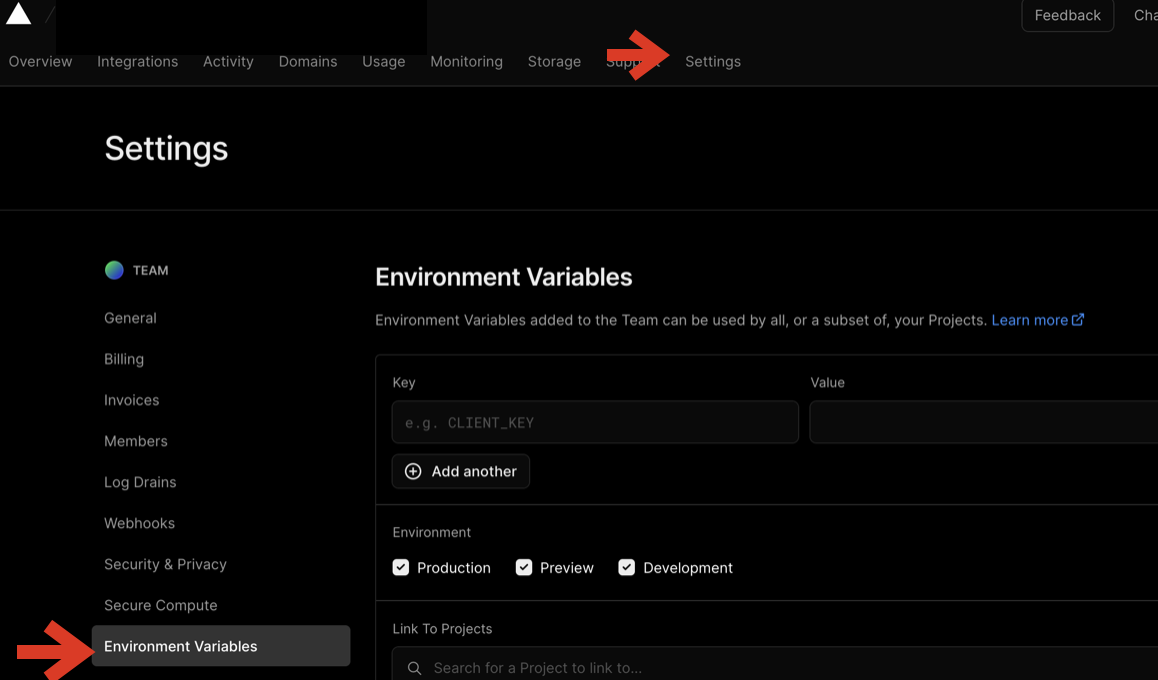 Feedback
Overview Integrations Activity Domains Usage Monitoring Storage Settings
Settings
TEAM
General
Billing
Invoices
Members
Log Drains
Webhooks
Security & Privacy
Secure Compute
Environment Variables
Environment Variables
Environment Variables added to the Team can be used by all, or a subset of, your Projects. Learn more
Key Value
e.g. CLIENT_KEY
Add another
Environment
Production Preview Development
Link To Projects
Search for a Project to link to...